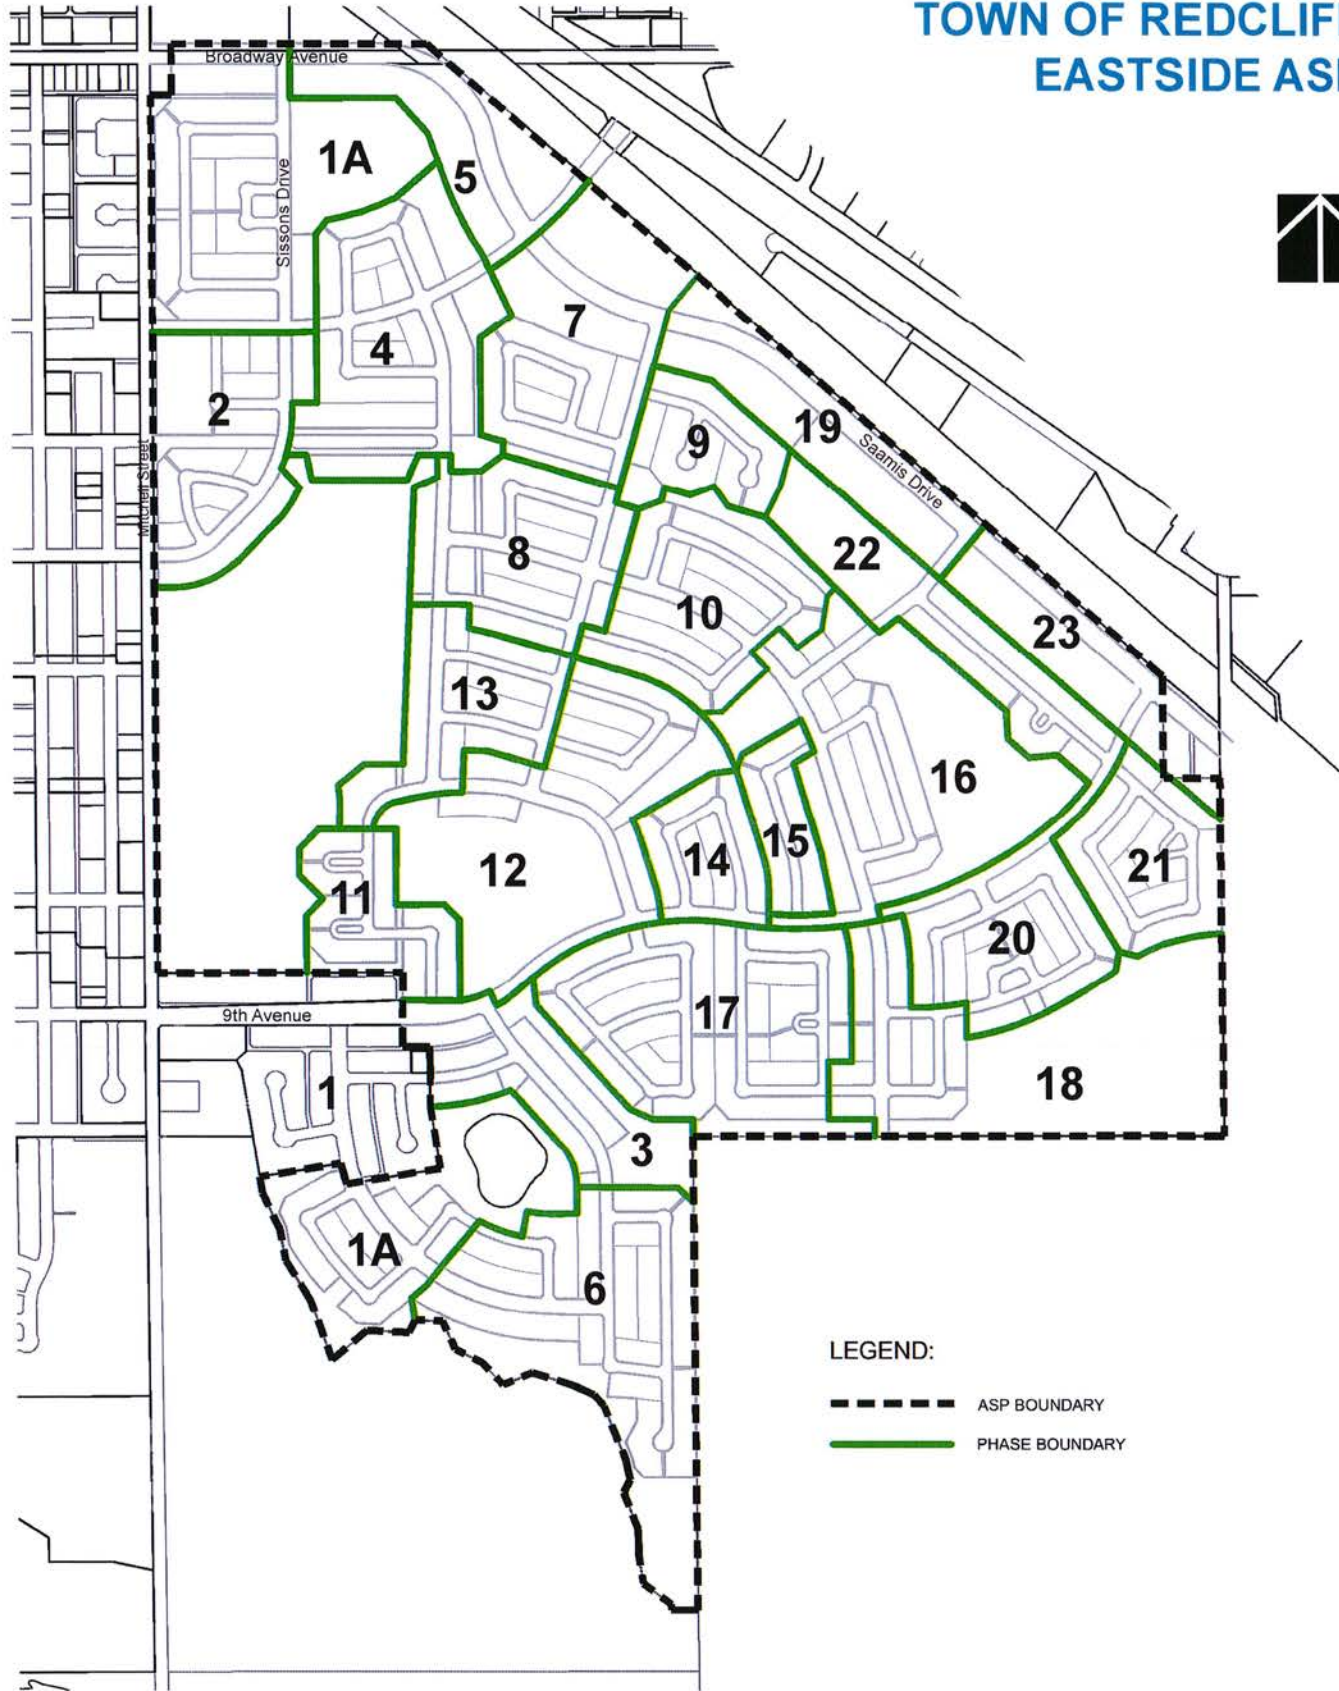 TOWN OF REDCLIF
EASTSIDE AS
Broadway Avenue
1A
5
Sissons Drive
7
4
2
9
19
Saamis Drive
Mitchell Street
8
22
10
23
13
16
15
14
12
21
11
20
17
9th Avenue
18
1
3
1A
6
LEGEND:
ASP BOUNDARY
PHASE BOUNDARY